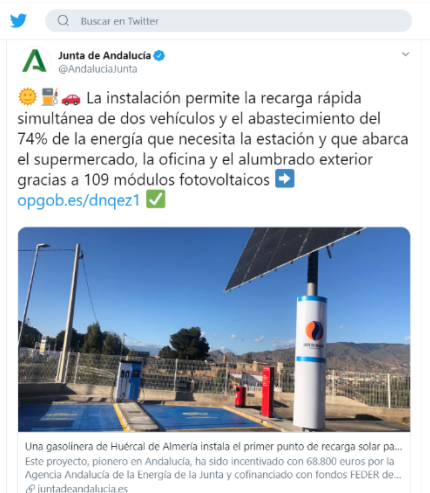 Buscar en Twitter
Junta de Andalucía
@AndaluciaJunta
La instalación permite la recarga rápida
simultánea de dos vehículos y el abastecimiento del
74% de la energía que necesita la estación y que abarca
el supermercado, la oficina y el alumbrado exterior
gracias a 109 módulos fotovoltaicos
opgob.es/dnqez1
Una gasolinera de Huércal de Almería instala el primer punto de recarga solar pa...
Este proyecto, pionero en Andalucía, ha sido incentivado con 68.800 euros por la
Agencia Andaluza de la Energía de la Junta y cofinanciado con fondos FEDER de...
juntadeandalucia.es